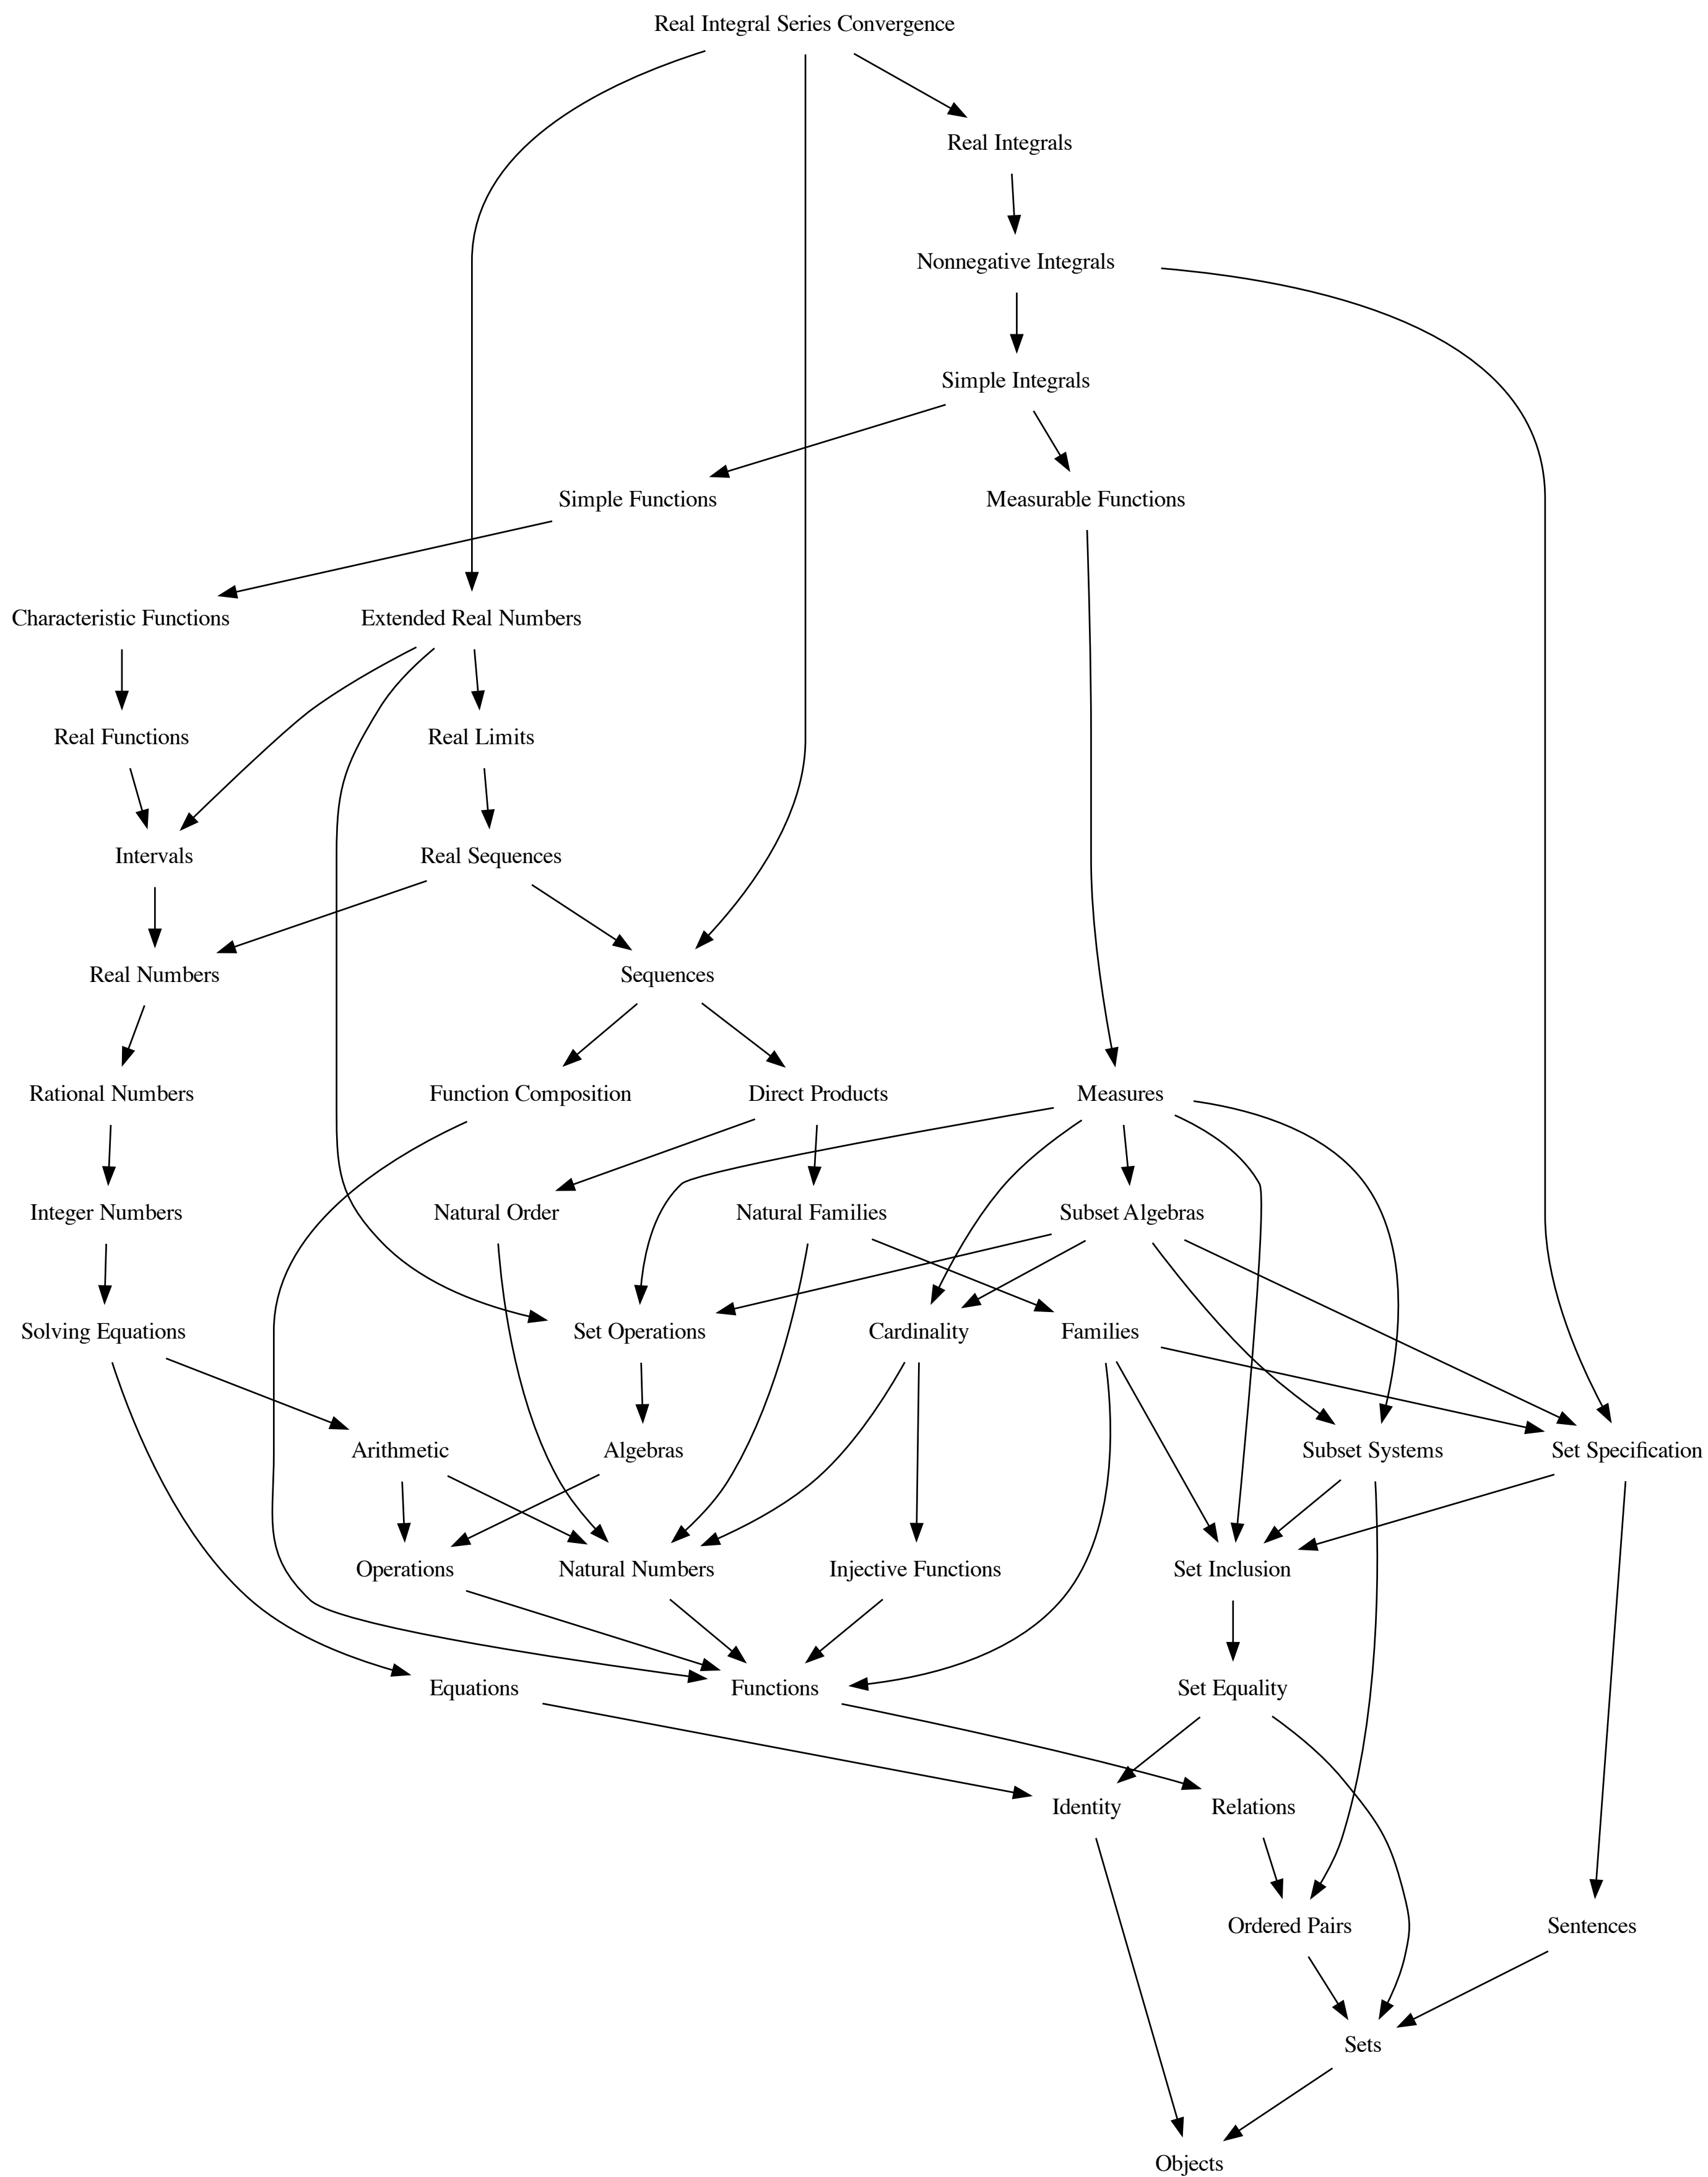 Real Integral Series Convergence
Real Integrals
Nonnegative Integrals
Simple Integrals
Simple Functions
Measurable Functions
Characteristic Functions
Extended Real Numbers
Real Functions
Real Limits
Intervals
Real Sequences
Real Numbers
Sequences
Rational Numbers
Function Composition
Direct Products
Measures
Integer Numbers
Natural Order
Natural Families
Subset Algebras
Solving Equations
Set Operations
Cardinality
Families
Arithmetic
Algebras
Subset Systems
Set Specification
Operations
Natural Numbers
Injective Functions
Set Inclusion
Equations
Functions
Set Equality
Identity
Relations
Ordered Pairs
Sentences
Sets
Objects